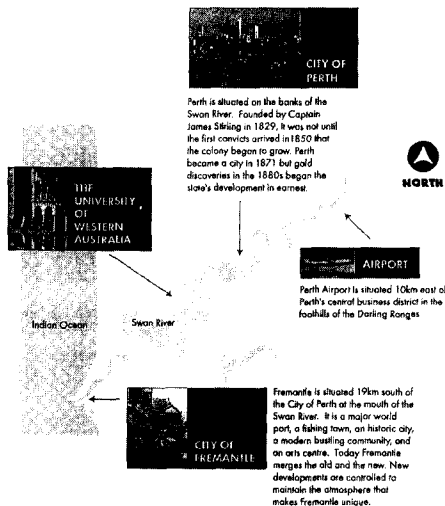 CITY OF
PERTH
Perth is situated on the banks of the
Swan River. Founded by Captain
James Stirling in 1829, it was not until
the first convicts arrived in 1850 that
the colony began to grow. Perth
became a city in 1871 but gold
discoveries in the 1880s began the
state's development in earnest.
NORTH
THE
UNIVERSITY
OF
WESTERN
AUSTRALIA
AIRPORT
Perth Airport is situated 10km east of
Perth's central business district in the
foothills of the Darling Ranges
Indian Ocean
Swan River
CITY OF
FREMANTLE
Fremantle is situated 19km south of
the City of Perth at the mouth of the
Swan River. It is a major world
port, a fishing town, an historic city,
a modern bustling community, and
an arts centre. Today Fremantle
merges the old and the new. New
developments are controlled to
maintain the atmosphere that
makes Fremantle unique.